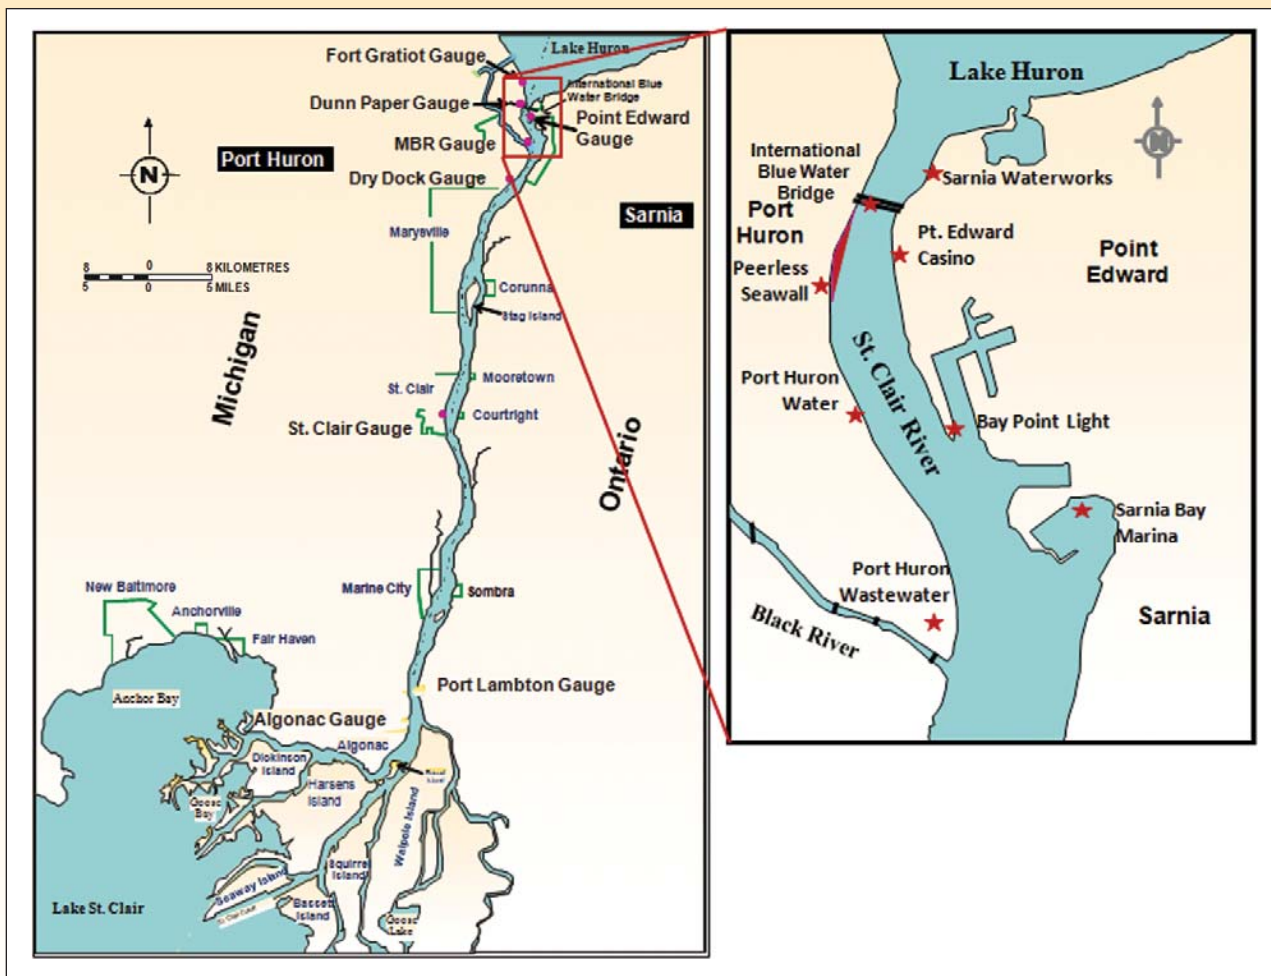 Lake Huron
Fort Gratiot Gauge
International Blue
Water Bridge
Dunn Paper Gauge
Point Edward
Gauge
MBR Gauge
Port Huron
Dry Dock Gauge
N
Sarnia
Marysville
8 0 8 KILOMETRES
5 0 5 MILES
Corunna
Stag Island
Michigan
Mooretown
St. Clair
Courtright
St. Clair Gauge
Ontario
Marine City
Sombra
New Baltimore
Anchorville
Fair Haven
Port Lambton Gauge
Anchor Bay
Algonac Gauge
Algonac
Dickinson
Island
Harsens
Island
Goose
Bay
Walpole Island
Squirrel
Island
Seaway Island
Bassett
Island
Goose
Lake
Lake St. Clair
Lake Huron
N
International
Blue Water
Bridge
Sarnia Waterworks
Port
Huron
Pt. Edward
Casino
Point
Edward
Peerless
Seawall
St. Clair River
Port Huron
Water
Bay Point Light
Sarnia Bay
Marina
Port Huron
Wastewater
Black River
Sarnia